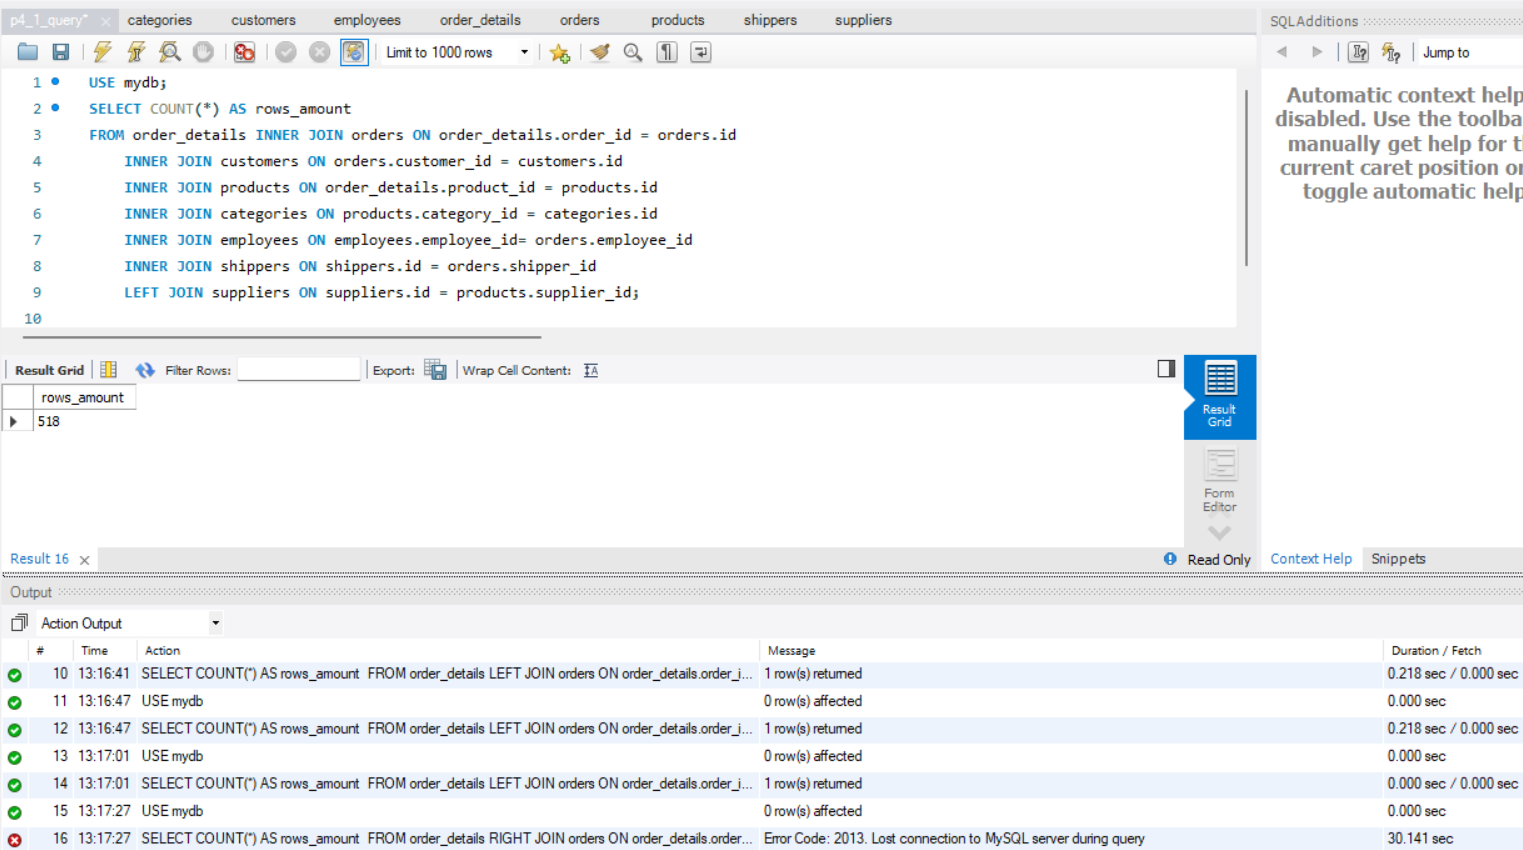 p4_1_query* categories customers employees order_details orders products shippers suppliers SQLAdditions
Limit to 1000 rows Jump to
1 USE mydb;
2 SELECT COUNT(*) AS rows_amount
3 FROM order_details INNER JOIN orders ON order_details.order_id = orders.id
4 INNER JOIN customers ON orders.customer_id = customers.id
5 INNER JOIN products ON order_details.product_id = products.id
6 INNER JOIN categories ON products.category_id = categories.id
7 INNER JOIN employees ON employees.employee_id= orders.employee_id
8 INNER JOIN shippers ON shippers.id = orders.shipper_id
9 LEFT JOIN suppliers ON suppliers.id = products.supplier_id;
10
Automatic context help
disabled. Use the toolba
manually get help for t
current caret position or
toggle automatic help
Result Grid Filter Rows: Export: Wrap Cell Content:
rows_amount
518
Result
Grid
Form
Editor
Result 16 Read Only Context Help Snippets
Output
Action Output
# Time Action Message Duration / Fetch
10 13:16:41 SELECT COUNT(*) AS rows_amount FROM order_details LEFT JOIN orders ON order_details.order_i... 1 row(s) returned 0.218 sec / 0.000 sec
11 13:16:47 USE mydb 0 row(s) affected 0.000 sec
12 13:16:47 SELECT COUNT(*) AS rows_amount FROM order_details LEFT JOIN orders ON order_details.order_i... 1 row(s) returned 0.218 sec / 0.000 sec
13 13:17:01 USE mydb 0 row(s) affected 0.000 sec
14 13:17:01 SELECT COUNT(*) AS rows_amount FROM order_details LEFT JOIN orders ON order_details.order_i... 1 row(s) returned 0.000 sec / 0.000 sec
15 13:17:27 USE mydb 0 row(s) affected 0.000 sec
16 13:17:27 SELECT COUNT(*) AS rows_amount FROM order_details RIGHT JOIN orders ON order_details.order... Error Code: 2013. Lost connection to MySQL server during query 30.141 sec